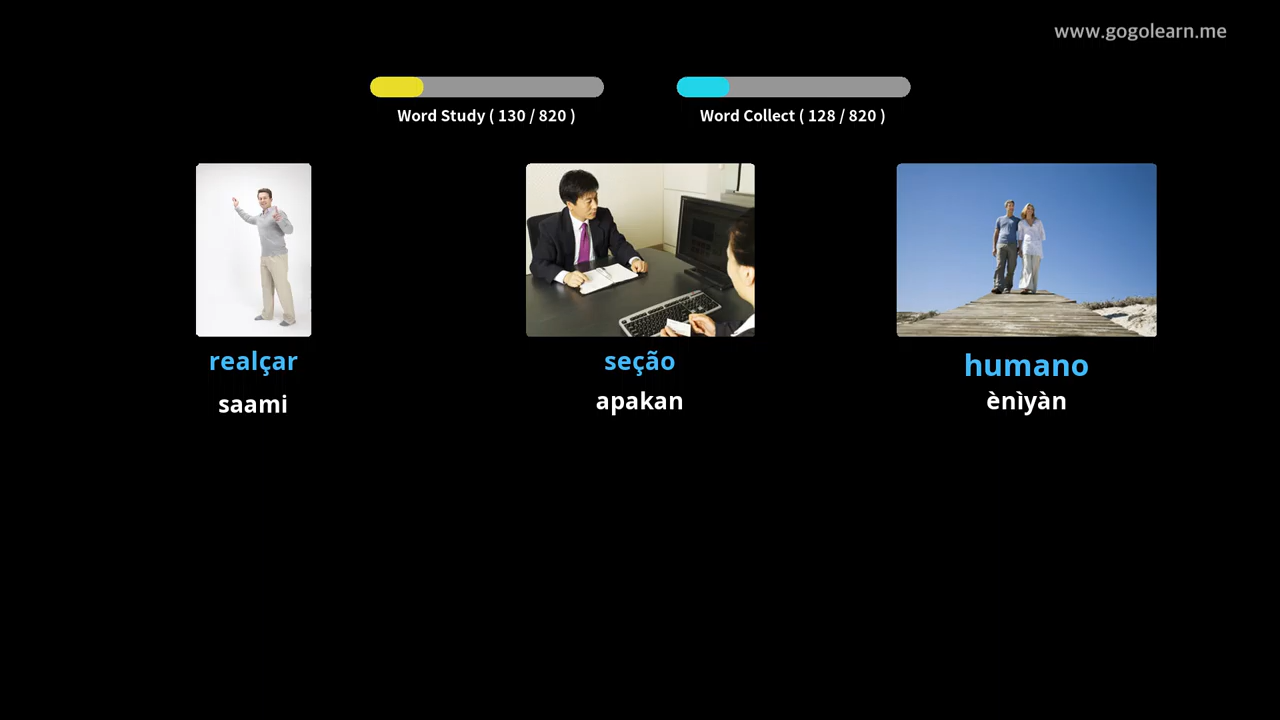 www.gogolearn.me
Word Study ( 130 / 820 )
Word Collect ( 128 / 820 )
realçar
saami
seção
apakan
humano
ènìyàn